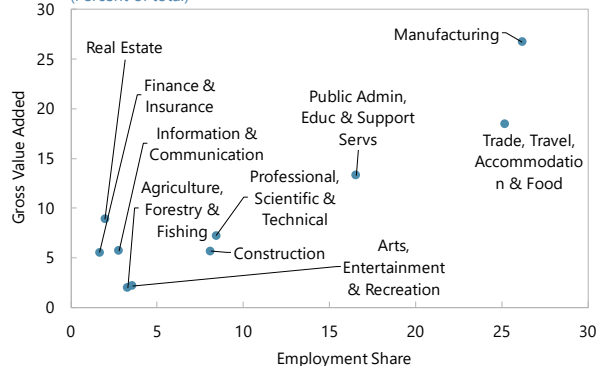 (Percent of total)
30
25
20
15
10
5
0
Gross Value Added
Real Estate
Finance &
Insurance
Information &
Communication
Agriculture,
Forestry &
Fishing
Professional,
Scientific &
Technical
Construction
Public Admin,
Educ & Support
Servs
Manufacturing
Trade, Travel,
Accommodatio
n & Food
Arts,
Entertainment
& Recreation
0 5 10 15 20 25 30
Employment Share